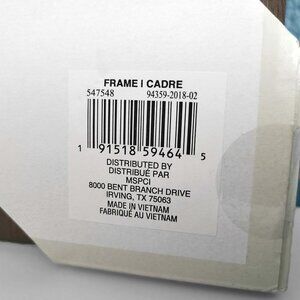 FRAME I CADRE
547548 94359-2018-02
1 91518 59464 5
DISTRIBUTED BY
DISTRIBUÉ PAR
MSPCI
8000 BENT BRANCH DRIVE
IRVING, TX 75063
MADE IN VIETNAM
FABRIQUÉ AU VIETNAM